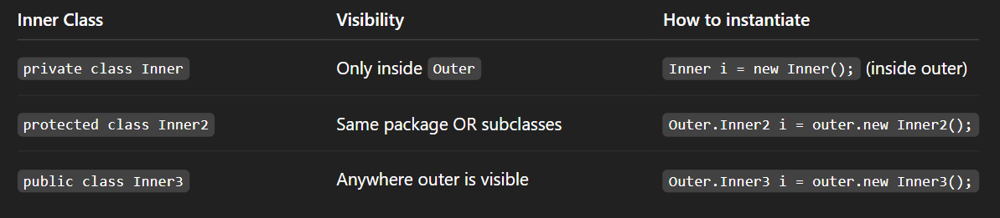 Inner Class Visibility How to instantiate
private class Inner Only inside Outer Inner i = new Inner(); (inside outer)
protected class Inner2 Same package OR subclasses Outer.Inner2 i = outer.new Inner2();
public class Inner3 Anywhere outer is visible Outer.Inner3 i = outer.new Inner3();